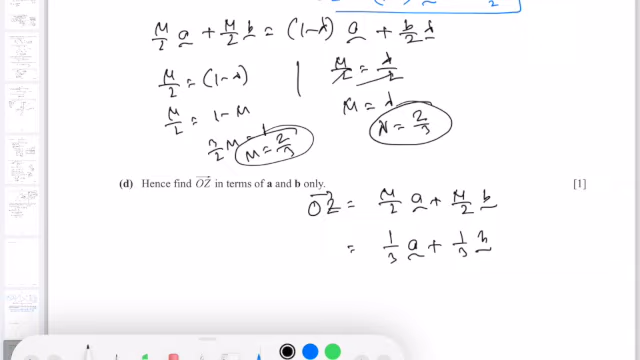 μ/2 a + μ/2 b = (1-λ) a + b/2 λ
μ/2 = (1-λ) | μ/2 = λ/2
μ/2 = 1-μ
μ = λ
3/2 μ = 1
μ = 2/3
λ = 2/3
(d) Hence find OZ in terms of a and b only. [1]
OZ = μ/2 a + μ/2 b
= 1/3 a + 1/3 b